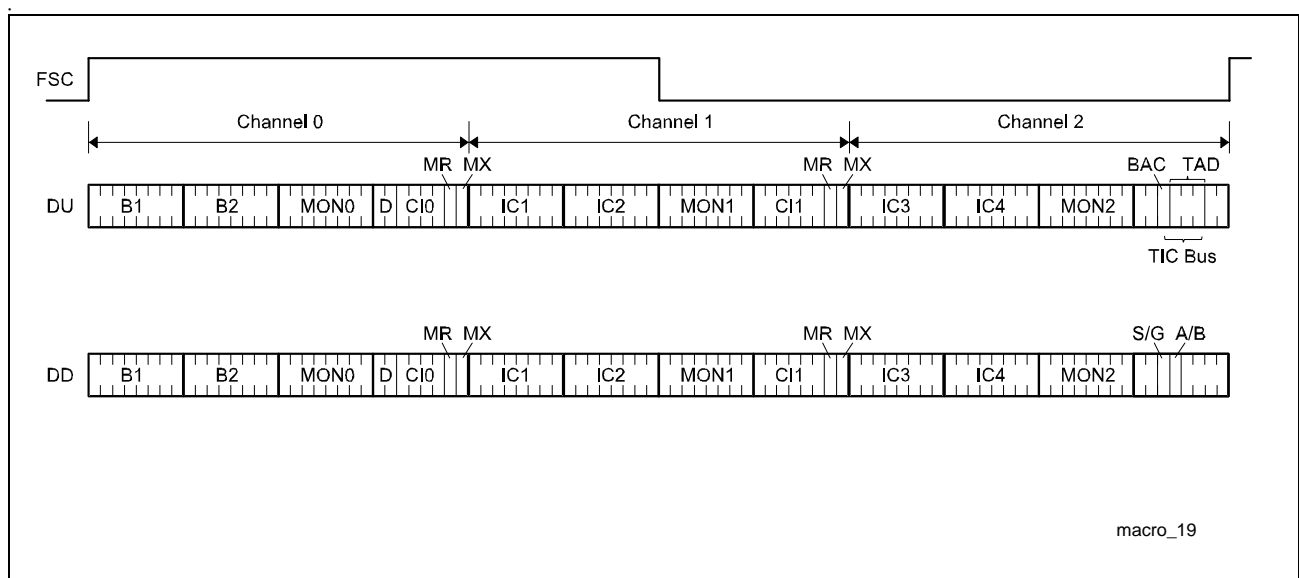 .
FSC
Channel 0 Channel 1 Channel 2
MR MX MR MX BAC TAD
DU B1 B2 MON0 D CI0 IC1 IC2 MON1 CI1 IC3 IC4 MON2
TIC Bus
MR MX MR MX S/G A/B
DD B1 B2 MON0 D CI0 IC1 IC2 MON1 CI1 IC3 IC4 MON2
macro_19